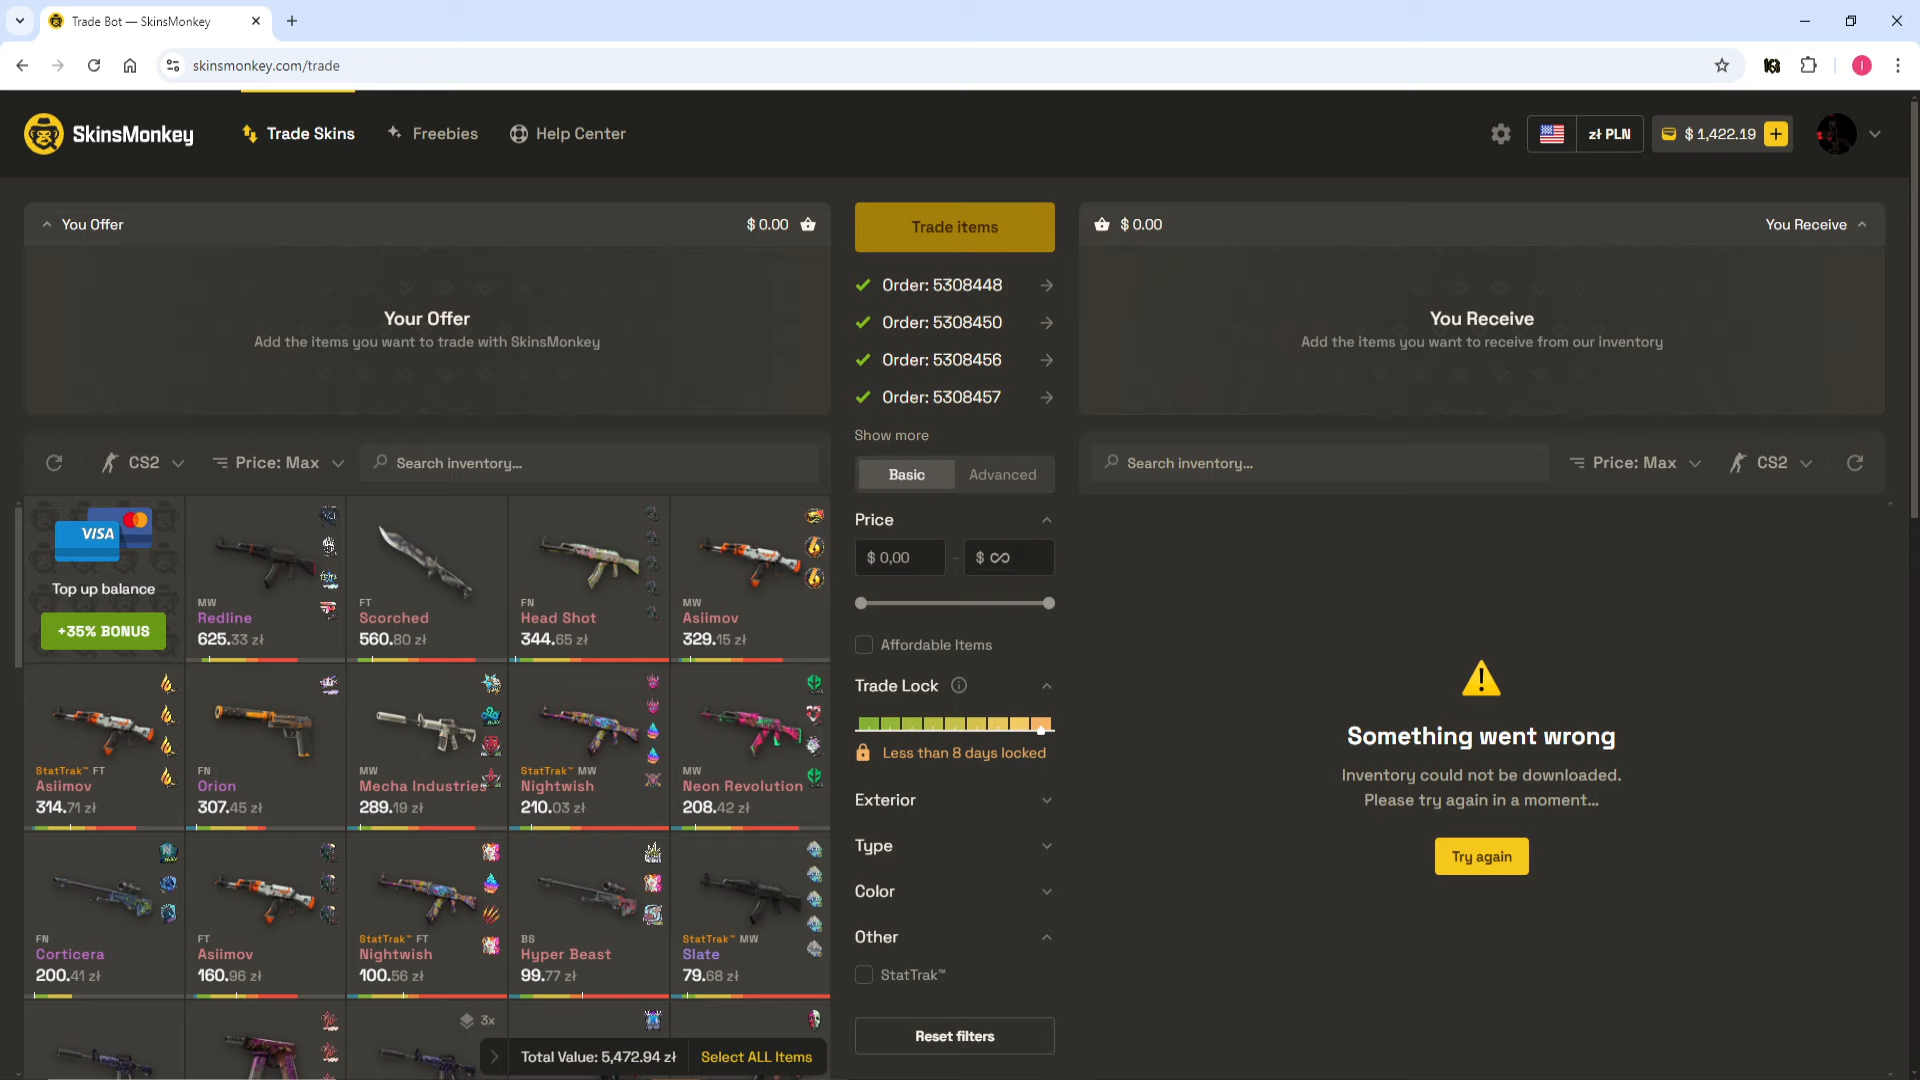 Trade Bot — SkinsMonkey
skinsmonkey.com/trade
SkinsMonkey
Trade Skins
Freebies
Help Center
zł PLN
$ 1,422.19
You Offer
$ 0.00
Your Offer
Add the items you want to trade with SkinsMonkey
Trade items
Order: 5308448
Order: 5308450
Order: 5308456
Order: 5308457
Show more
$ 0.00
You Receive
You Receive
Add the items you want to receive from our inventory
CS2
Price: Max
Search inventory...
VISA
Top up balance
+35% BONUS
MW
Redline
625.33 zł
FT
Scorched
560.80 zł
FN
Head Shot
344.65 zł
MW
Asiimov
329.15 zł
StatTrak™ FT
Asiimov
314.71 zł
FN
Orion
307.45 zł
MW
Mecha Industries
289.19 zł
StatTrak™ MW
Nightwish
210.03 zł
MW
Neon Revolution
208.42 zł
FN
Corticera
200.41 zł
FT
Asiimov
160.96 zł
StatTrak™ FT
Nightwish
100.56 zł
BS
Hyper Beast
99.77 zł
StatTrak™ MW
Slate
79.68 zł
3x
Total Value: 5,472.94 zł
Select ALL Items
Basic
Advanced
Price
$ 0,00
-
$ ∞
Affordable Items
Trade Lock
Less than 8 days locked
Exterior
Type
Color
Other
StatTrak™
Reset filters
Search inventory...
Price: Max
CS2
Something went wrong
Inventory could not be downloaded.
Please try again in a moment...
Try again